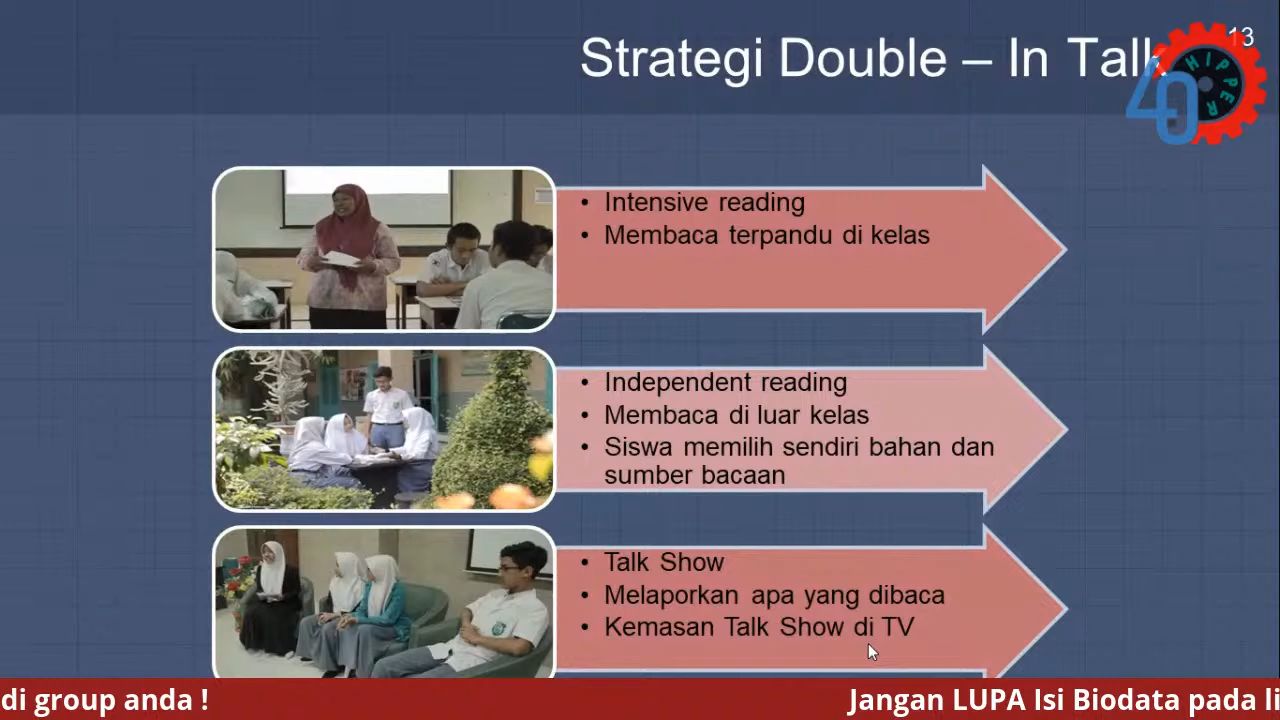 13
Strategi Double – In Talk
40 HIPPER
• Intensive reading
• Membaca terpandu di kelas
• Independent reading
• Membaca di luar kelas
• Siswa memilih sendiri bahan dan
sumber bacaan
• Talk Show
• Melaporkan apa yang dibaca
• Kemasan Talk Show di TV
di group anda !
Jangan LUPA Isi Biodata pada li